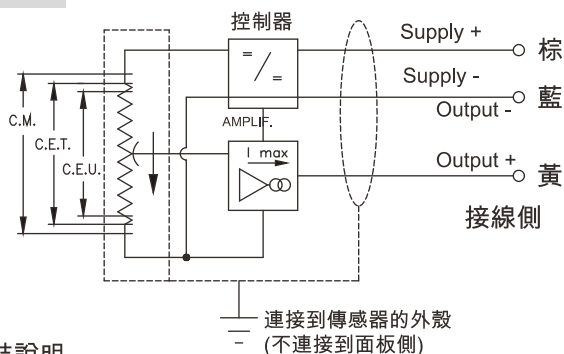 控制器
Supply +
棕
=
=
Supply -
藍
Output -
AMPLIF.
C.M.
C.E.T.
C.E.U.
I max
Output +
黃
接線側
連接到傳感器的外殼
(不連接到面板側)